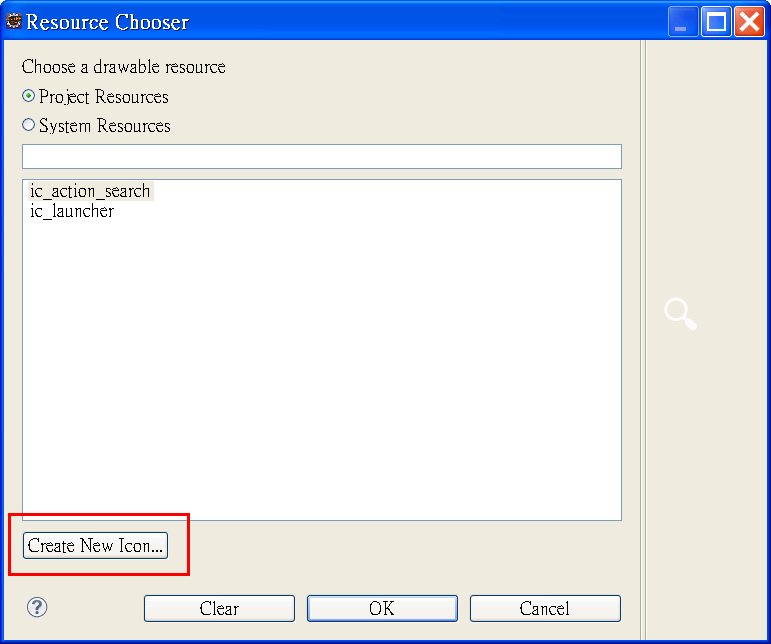 Resource Chooser
Choose a drawable resource
Project Resources
System Resources
ic_action_search
ic_launcher
Create New Icon...
?
Clear
OK
Cancel